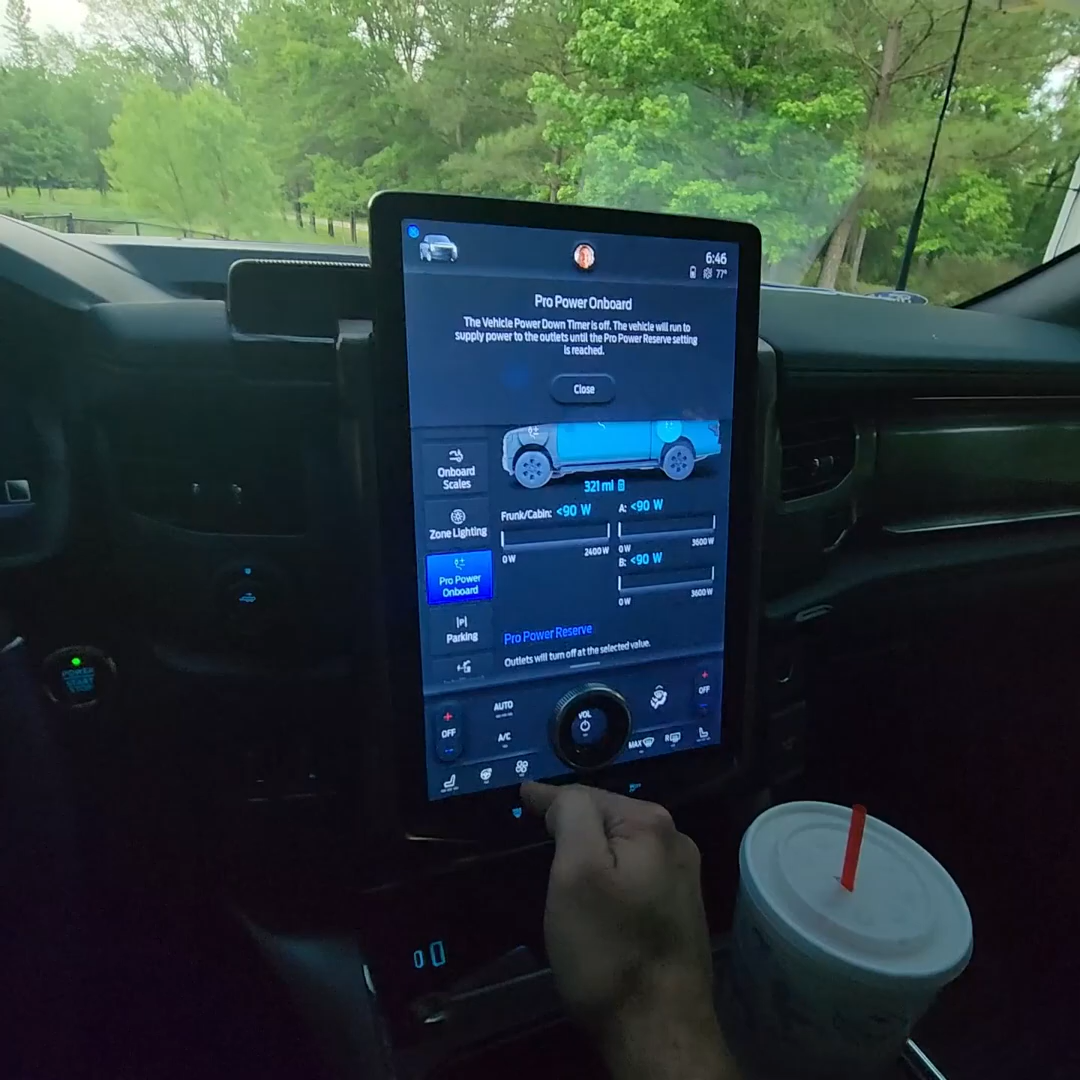 6:46
77°
Pro Power Onboard
The Vehicle Power Down Timer is off. The vehicle will run to
supply power to the outlets until the Pro Power Reserve setting
is reached.
Close
Onboard
Scales
321 mi
Frunk/Cabin: <90 W
A: <90 W
0 W
2400 W
0 W
3600 W
Zone Lighting
B: <90 W
0 W
3600 W
Pro Power
Onboard
Parking
Pro Power Reserve
Outlets will turn off at the selected value.
AUTO
OFF
A/C
VOL
OFF
MAX
R
POWER
START